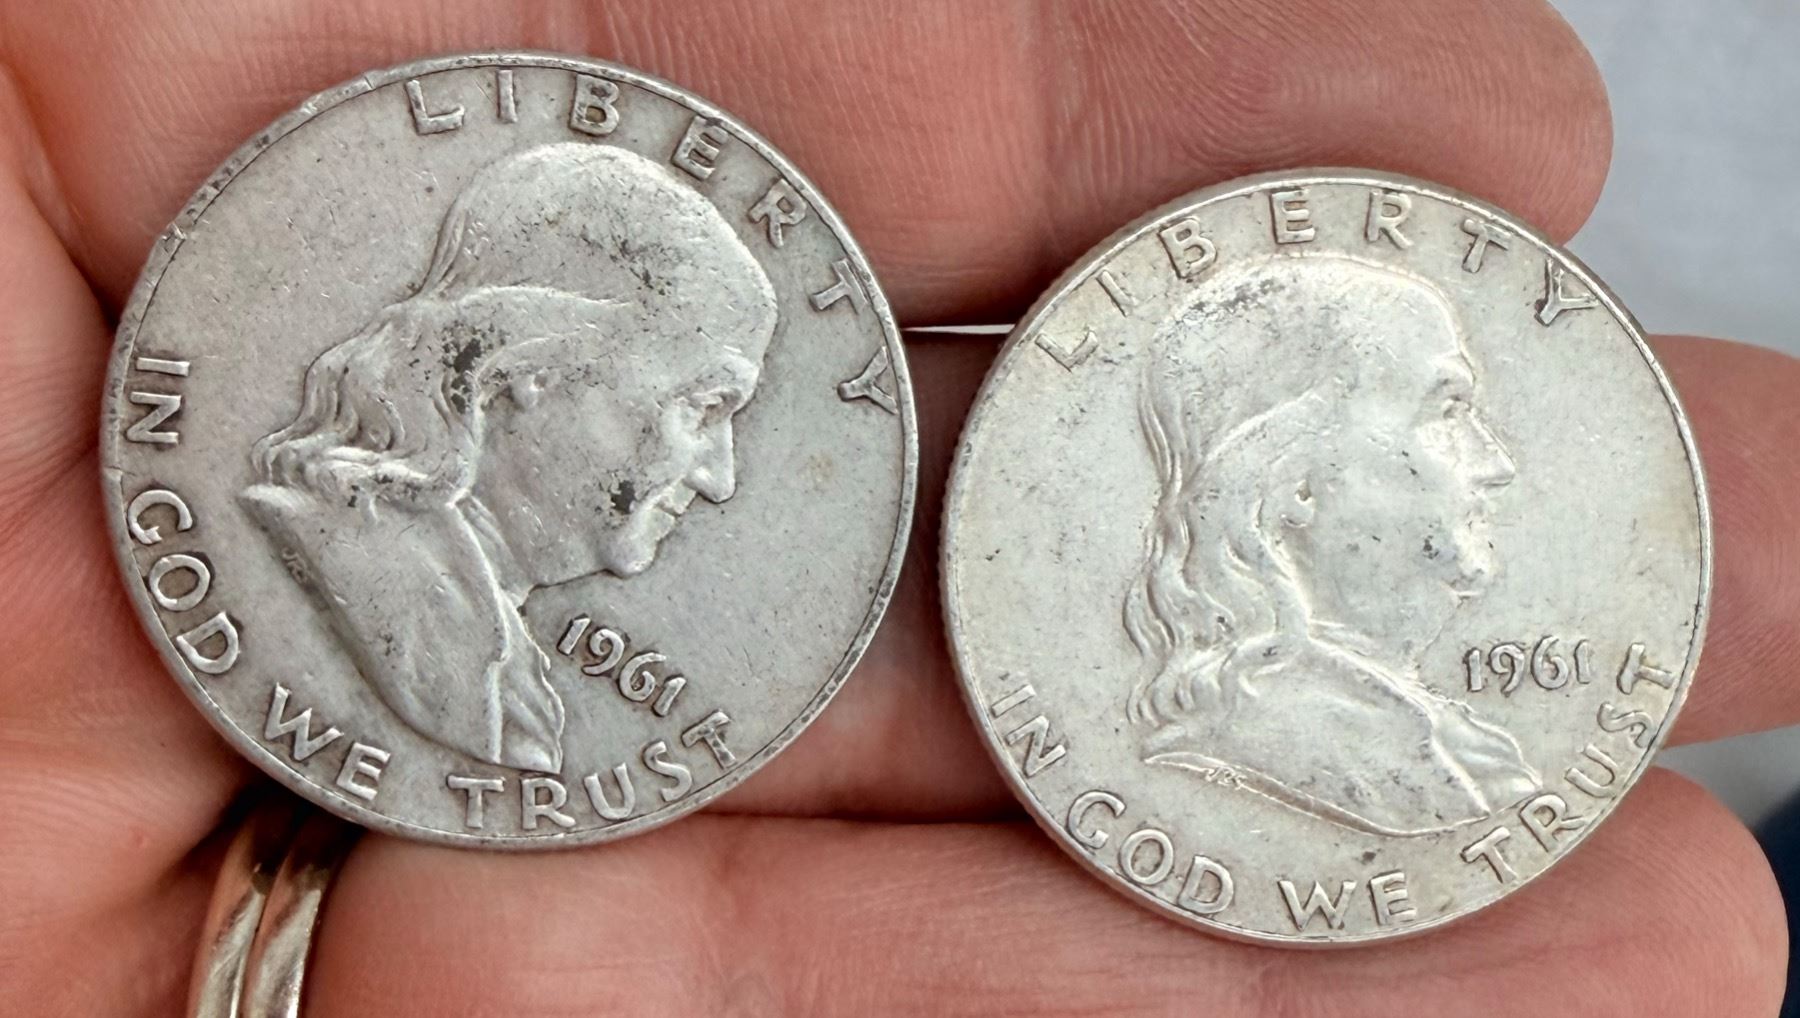 LIBERTY
IN GOD WE TRUST
JRS
1961
LIBERTY
IN GOD WE TRUST
JRS
1961